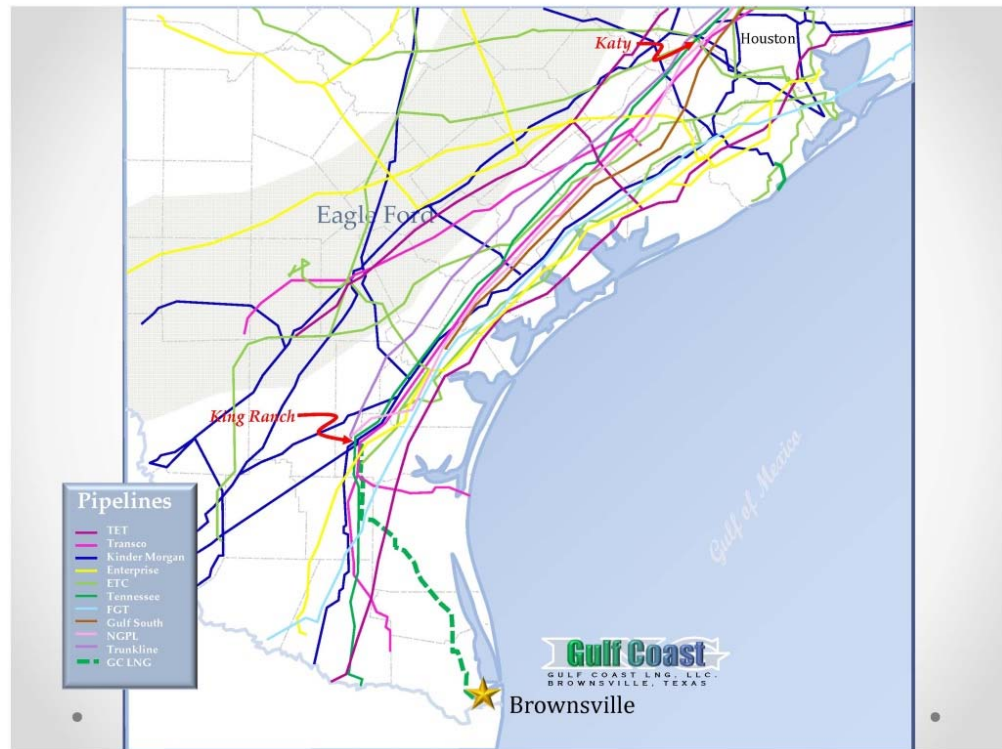 Katy
Houston
Eagle Ford
King Ranch
Gulf of Mexico
Pipelines
TET
Transco
Kinder Morgan
Enterprise
ETC
Tennessee
FGT
Gulf South
NGPL
Trunkline
GC LNG
Gulf Coast
GULF COAST LNG, LLC.
BROWNSVILLE, TEXAS
Brownsville